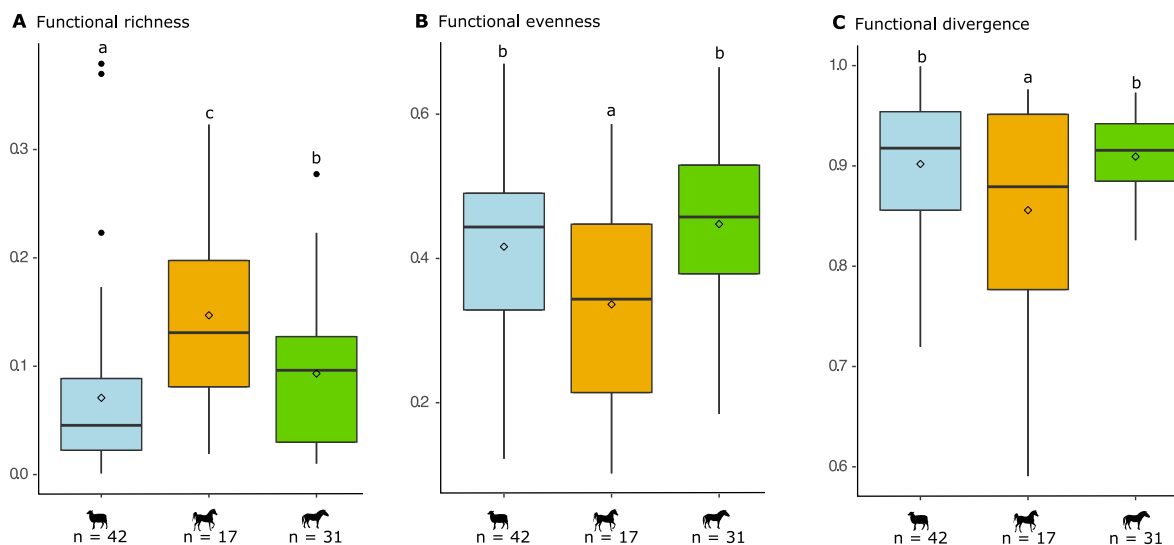 A Functional richness
a
c
b
0.3
0.2
0.1
0.0
n = 42
n = 17
n = 31
B Functional evenness
b
a
b
0.6
0.4
0.2
n = 42
n = 17
n = 31
C Functional divergence
b
a
b
1.0
0.9
0.8
0.7
0.6
n = 42
n = 17
n = 31